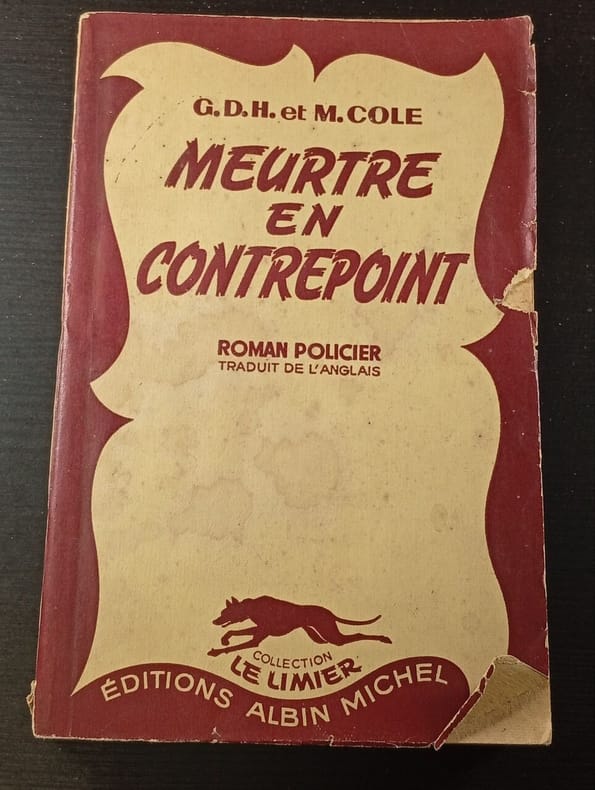 G.D.H. et M. COLE
MEURTRE
EN
CONTREPOINT
ROMAN POLICIER
TRADUIT DE L'ANGLAIS
COLLECTION
LE LIMIER
ÉDITIONS ALBIN MICHEL